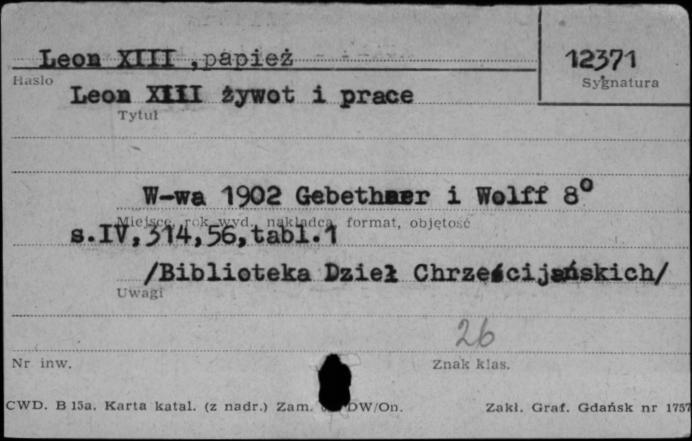 Leon XIII , papież
12371
Hasło
Sygnatura
Leon XIII żywot i prace
Tytuł
W-wa 1902 Gebethner i Wolff 8°
Miejsce, rok wyd., nakładca, format, objętość
s.IV,314,56,tabl.1
/Biblioteka Dzieł Chrześcijańskich/
Uwagi
26
Nr inw.
Znak klas.
CWD. B 15a. Karta katal. (z nadr.) Zam. DW/On.
Zakł. Graf. Gdańsk nr 1757